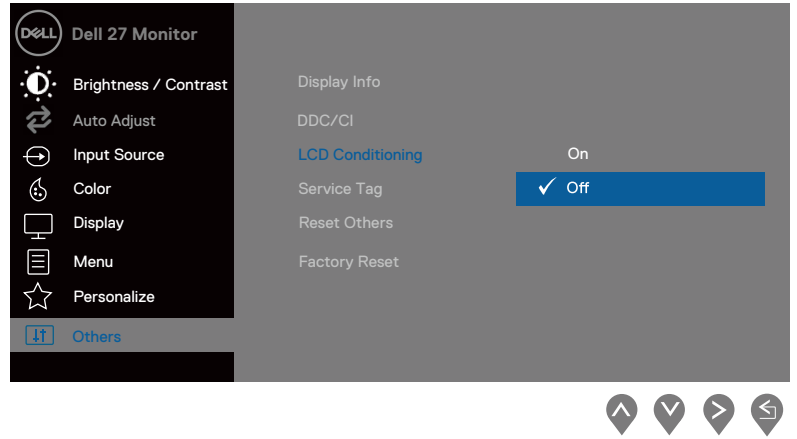 DELL Dell 27 Monitor
Brightness / Contrast
Auto Adjust
Input Source
Color
Display
Menu
Personalize
Others
Display Info
DDC/CI
LCD Conditioning
Service Tag
Reset Others
Factory Reset
On
Off